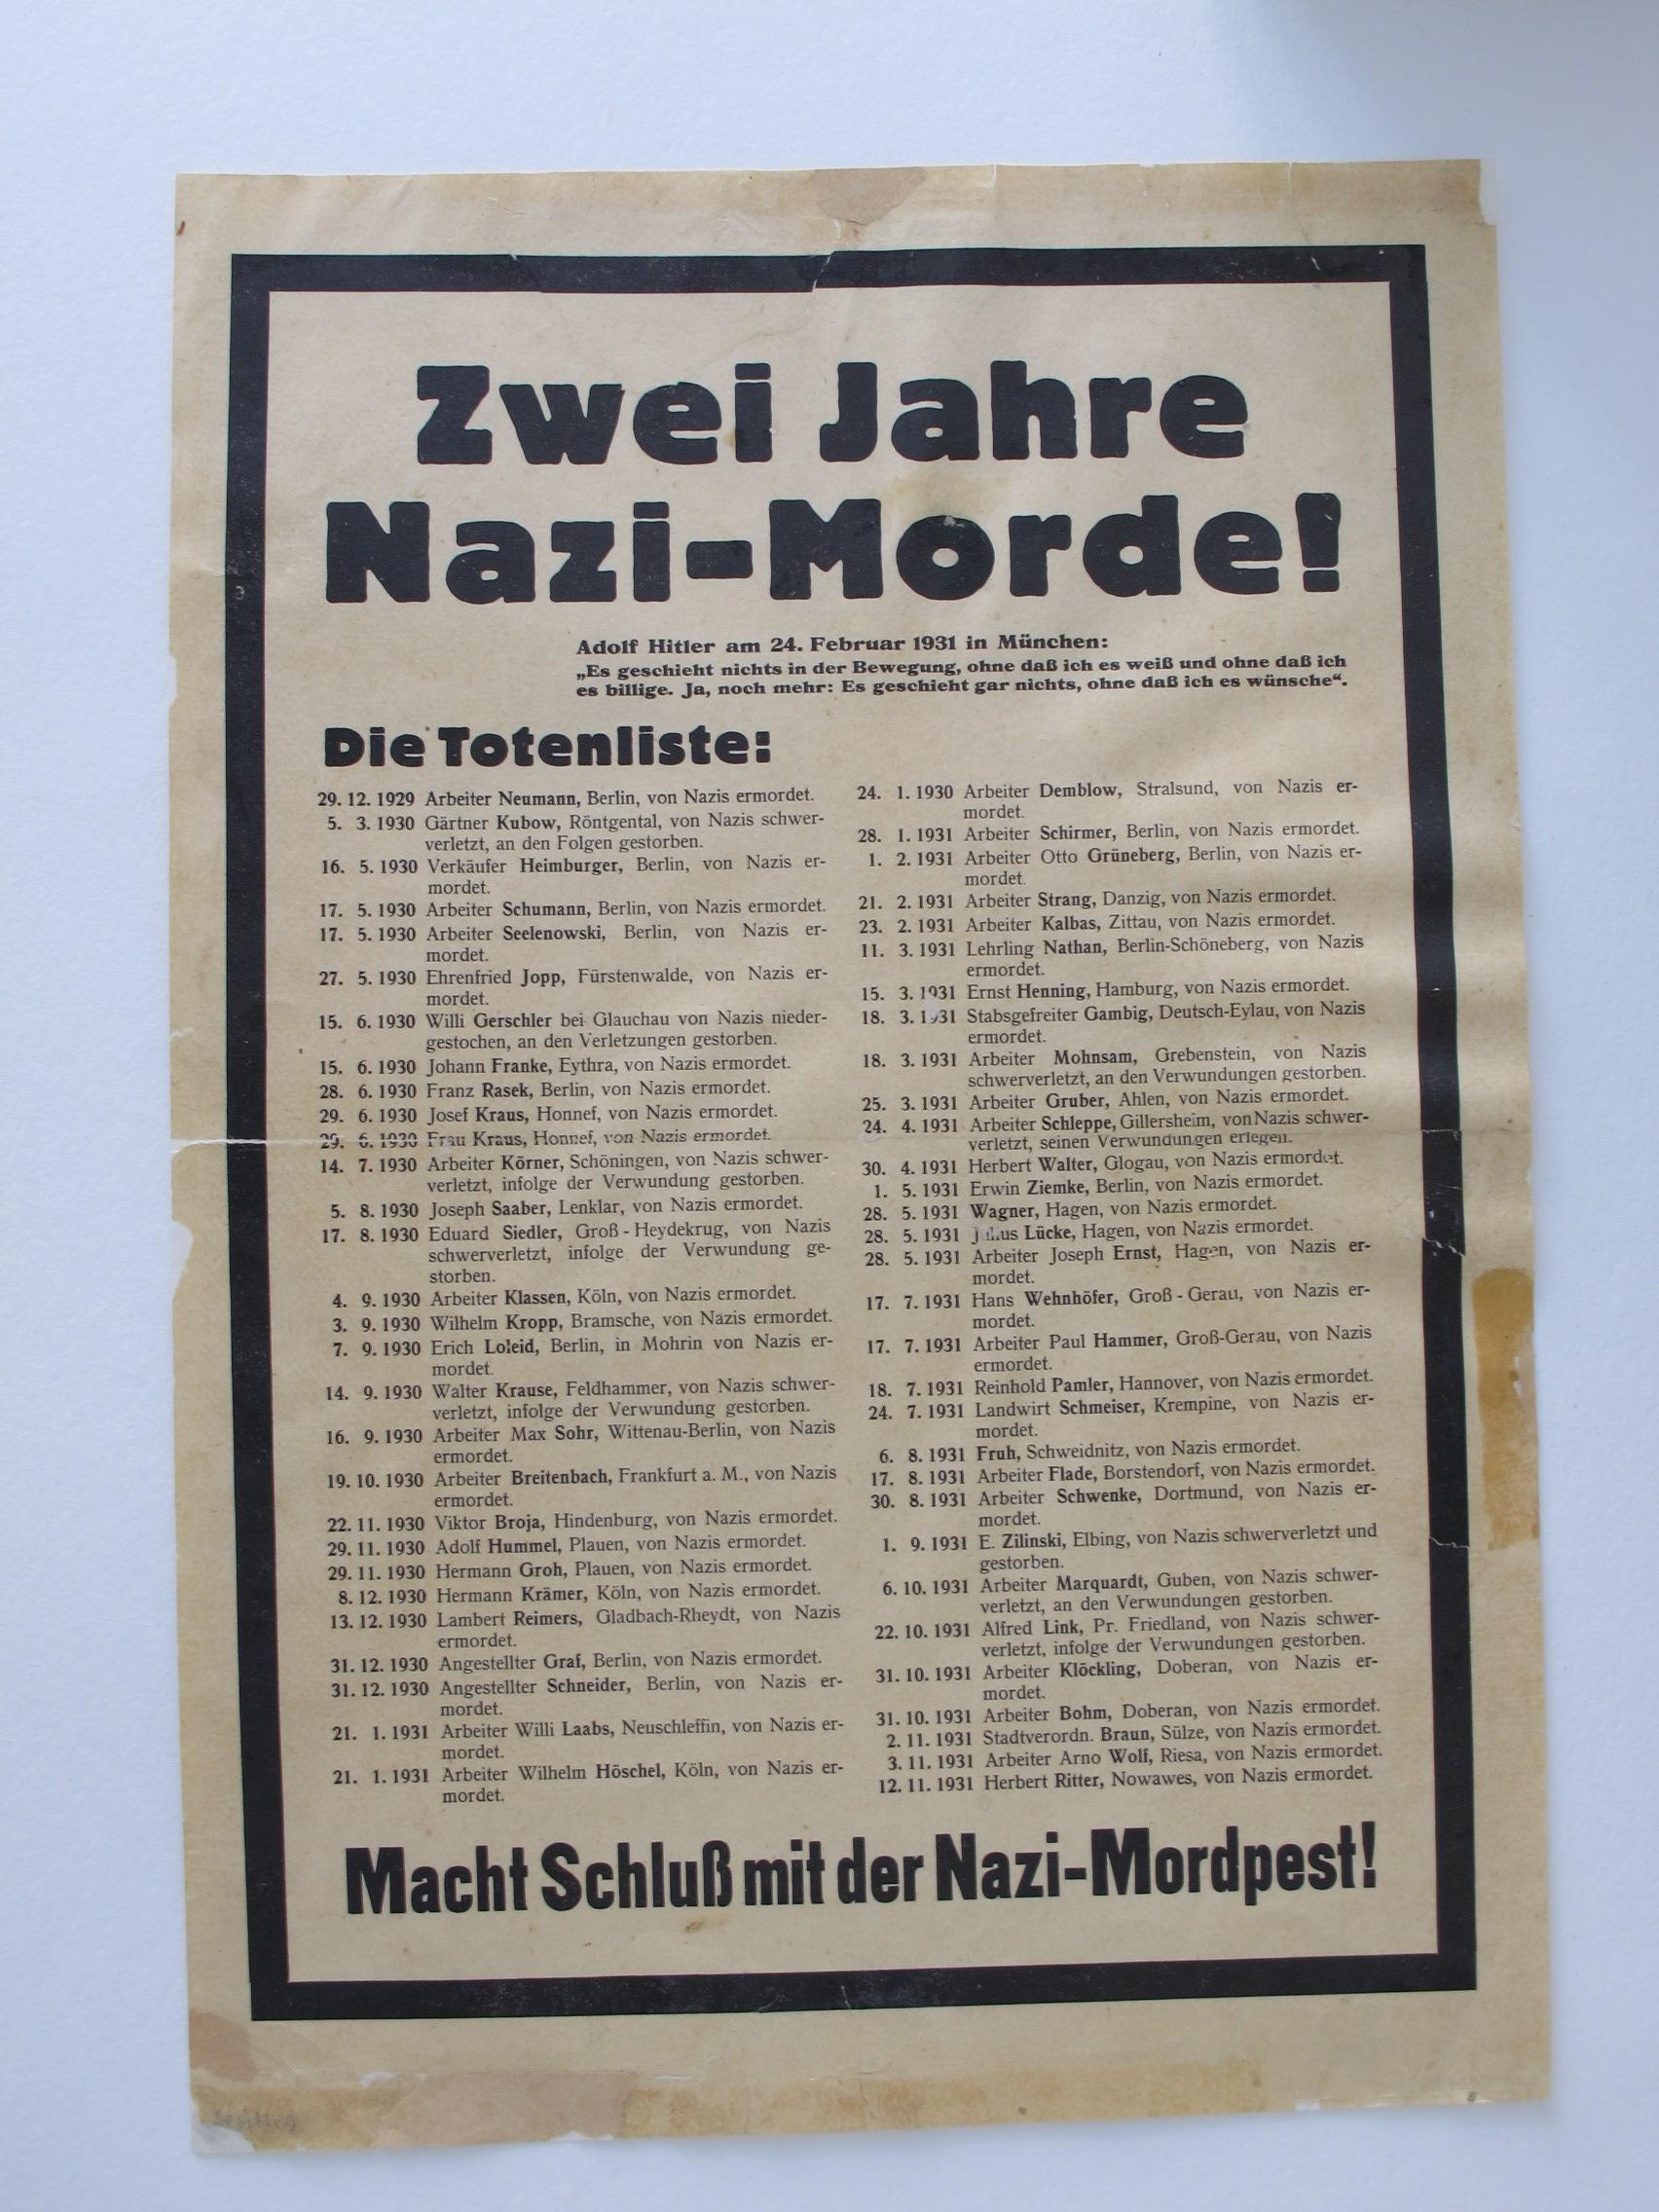 Zwei Jahre
Nazi-Morde!
Adolf Hitler am 24. Februar 1931 in München:
„Es geschieht nichts in der Bewegung, ohne daß ich es weiß und ohne daß ich
es billige. Ja, noch mehr: Es geschieht gar nichts, ohne daß ich es wünsche“.
Die Totenliste:
29. 12. 1929 Arbeiter Neumann, Berlin, von Nazis ermordet.
5. 3. 1930 Gärtner Kubow, Röntgental, von Nazis schwer-
verletzt, an den Folgen gestorben.
16. 5. 1930 Verkäufer Heimburger, Berlin, von Nazis er-
mordet.
17. 5. 1930 Arbeiter Schumann, Berlin, von Nazis ermordet.
17. 5. 1930 Arbeiter Seelenowski, Berlin, von Nazis er-
mordet.
27. 5. 1930 Ehrenfried Jopp, Fürstenwalde, von Nazis er-
mordet.
15. 6. 1930 Willi Gerschler bei Glauchau von Nazis nieder-
gestochen, an den Verletzungen gestorben.
15. 6. 1930 Johann Franke, Eythra, von Nazis ermordet.
28. 6. 1930 Franz Rasek, Berlin, von Nazis ermordet.
29. 6. 1930 Josef Kraus, Honnef, von Nazis ermordet.
29. 6. 1930 Frau Kraus, Honnef, von Nazis ermordet.
14. 7. 1930 Arbeiter Körner, Schöningen, von Nazis schwer-
verletzt, infolge der Verwundung gestorben.
5. 8. 1930 Joseph Saaber, Lenklar, von Nazis ermordet.
17. 8. 1930 Eduard Siedler, Groß-Heydekrug, von Nazis
schwerverletzt, infolge der Verwundung ge-
storben.
4. 9. 1930 Arbeiter Klassen, Köln, von Nazis ermordet.
3. 9. 1930 Wilhelm Kropp, Bramsche, von Nazis ermordet.
7. 9. 1930 Erich Loleid, Berlin, in Mohrin von Nazis er-
mordet.
14. 9. 1930 Walter Krause, Feldhammer, von Nazis schwer-
verletzt, infolge der Verwundung gestorben.
16. 9. 1930 Arbeiter Max Sohr, Wittenau-Berlin, von Nazis
ermordet.
19. 10. 1930 Arbeiter Breitenbach, Frankfurt a. M., von Nazis
ermordet.
22. 11. 1930 Viktor Broja, Hindenburg, von Nazis ermordet.
29. 11. 1930 Adolf Hummel, Plauen, von Nazis ermordet.
29. 11. 1930 Hermann Groh, Plauen, von Nazis ermordet.
8. 12. 1930 Hermann Krämer, Köln, von Nazis ermordet.
13. 12. 1930 Lambert Reimers, Gladbach-Rheydt, von Nazis
ermordet.
31. 12. 1930 Angestellter Graf, Berlin, von Nazis ermordet.
31. 12. 1930 Angestellter Schneider, Berlin, von Nazis er-
mordet.
21. 1. 1931 Arbeiter Willi Laabs, Neuschleffin, von Nazis er-
mordet.
21. 1. 1931 Arbeiter Wilhelm Höschel, Köln, von Nazis er-
mordet.
24. 1. 1930 Arbeiter Demblow, Stralsund, von Nazis er-
mordet.
28. 1. 1931 Arbeiter Schirmer, Berlin, von Nazis ermordet.
1. 2. 1931 Arbeiter Otto Grüneberg, Berlin, von Nazis er-
mordet.
21. 2. 1931 Arbeiter Strang, Danzig, von Nazis ermordet.
23. 2. 1931 Arbeiter Kalbas, Zittau, von Nazis ermordet.
11. 3. 1931 Lehrling Nathan, Berlin-Schöneberg, von Nazis
ermordet.
15. 3. 1931 Ernst Henning, Hamburg, von Nazis ermordet.
18. 3. 1931 Stabsgefreiter Gambig, Deutsch-Eylau, von Nazis
ermordet.
18. 3. 1931 Arbeiter Mohnsam, Grebenstein, von Nazis
schwerverletzt, an den Verwundungen gestorben.
25. 3. 1931 Arbeiter Gruber, Ahlen, von Nazis ermordet.
24. 4. 1931 Arbeiter Schleppe, Gillersheim, von Nazis schwer-
verletzt, seinen Verwundungen erlegen.
30. 4. 1931 Herbert Walter, Glogau, von Nazis ermordet.
1. 5. 1931 Erwin Ziemke, Berlin, von Nazis ermordet.
28. 5. 1931 Wagner, Hagen, von Nazis ermordet.
28. 5. 1931 Julius Lücke, Hagen, von Nazis ermordet.
28. 5. 1931 Arbeiter Joseph Ernst, Hagen, von Nazis er-
mordet.
17. 7. 1931 Hans Wehnhöfer, Groß-Gerau, von Nazis er-
mordet.
17. 7. 1931 Arbeiter Paul Hammer, Groß-Gerau, von Nazis
ermordet.
18. 7. 1931 Reinhold Pamler, Hannover, von Nazis ermordet.
24. 7. 1931 Landwirt Schmeiser, Krempine, von Nazis er-
mordet.
6. 8. 1931 Fruh, Schweidnitz, von Nazis ermordet.
17. 8. 1931 Arbeiter Flade, Borstendorf, von Nazis ermordet.
30. 8. 1931 Arbeiter Schwenke, Dortmund, von Nazis er-
mordet.
1. 9. 1931 E. Zilinski, Elbing, von Nazis schwerverletzt und
gestorben.
6. 10. 1931 Arbeiter Marquardt, Guben, von Nazis schwer-
verletzt, an den Verwundungen gestorben.
22. 10. 1931 Alfred Link, Pr. Friedland, von Nazis schwer-
verletzt, infolge der Verwundungen gestorben.
31. 10. 1931 Arbeiter Klöckling, Doberan, von Nazis er-
mordet.
31. 10. 1931 Arbeiter Bohm, Doberan, von Nazis ermordet.
2. 11. 1931 Stadtverordn. Braun, Sülze, von Nazis ermordet.
3. 11. 1931 Arbeiter Arno Wolf, Riesa, von Nazis ermordet.
12. 11. 1931 Herbert Ritter, Nowawes, von Nazis ermordet.
Macht Schluß mit der Nazi-Mordpest!